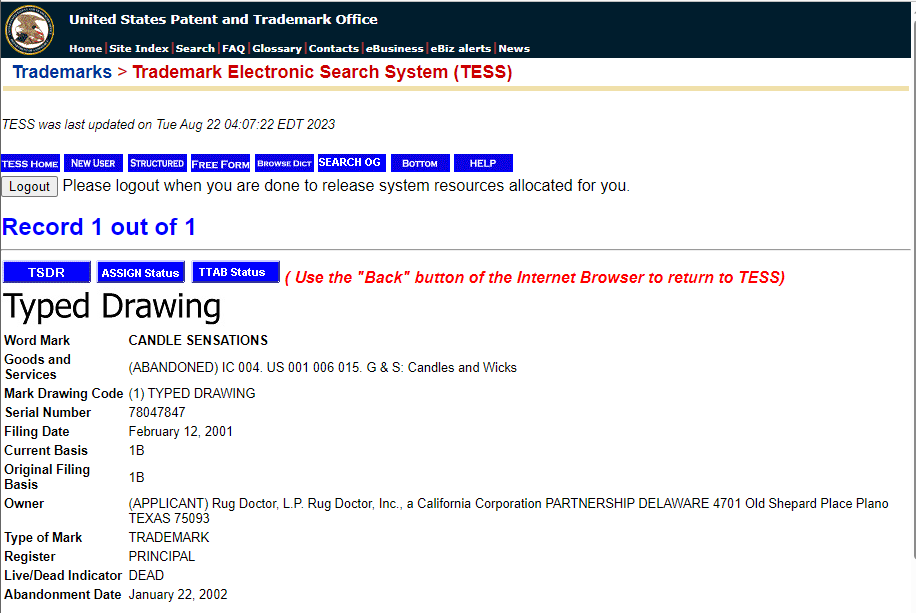 United States Patent and Trademark Office
Home | Site Index | Search | FAQ | Glossary | Contacts | eBusiness | eBiz alerts | News
Trademarks > Trademark Electronic Search System (TESS)
TESS was last updated on Tue Aug 22 04:07:22 EDT 2023
TESS HOME NEW USER STRUCTURED FREE FORM BROWSE DICT SEARCH OG BOTTOM HELP
Logout Please logout when you are done to release system resources allocated for you.
Record 1 out of 1
TSDR ASSIGN Status TTAB Status ( Use the "Back" button of the Internet Browser to return to TESS)
Typed Drawing
Word Mark CANDLE SENSATIONS
Goods and Services (ABANDONED) IC 004. US 001 006 015. G & S: Candles and Wicks
Mark Drawing Code (1) TYPED DRAWING
Serial Number 78047847
Filing Date February 12, 2001
Current Basis 1B
Original Filing Basis 1B
Owner (APPLICANT) Rug Doctor, L.P. Rug Doctor, Inc., a California Corporation PARTNERSHIP DELAWARE 4701 Old Shepard Place Plano
TEXAS 75093
Type of Mark TRADEMARK
Register PRINCIPAL
Live/Dead Indicator DEAD
Abandonment Date January 22, 2002